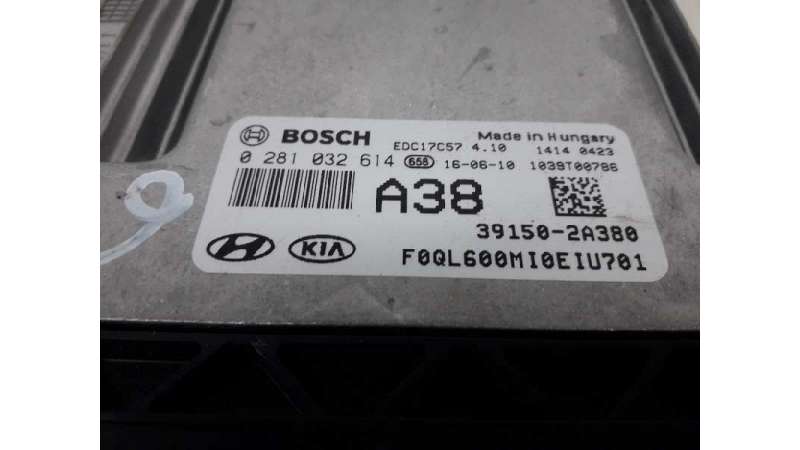 BOSCH EDC17C57 4.10 Made in Hungary
1414 0423
0 281 032 614 658 16-06-10 1039T00786
A38
39150-2A380
KIA F0QL600MI0EIU701
6